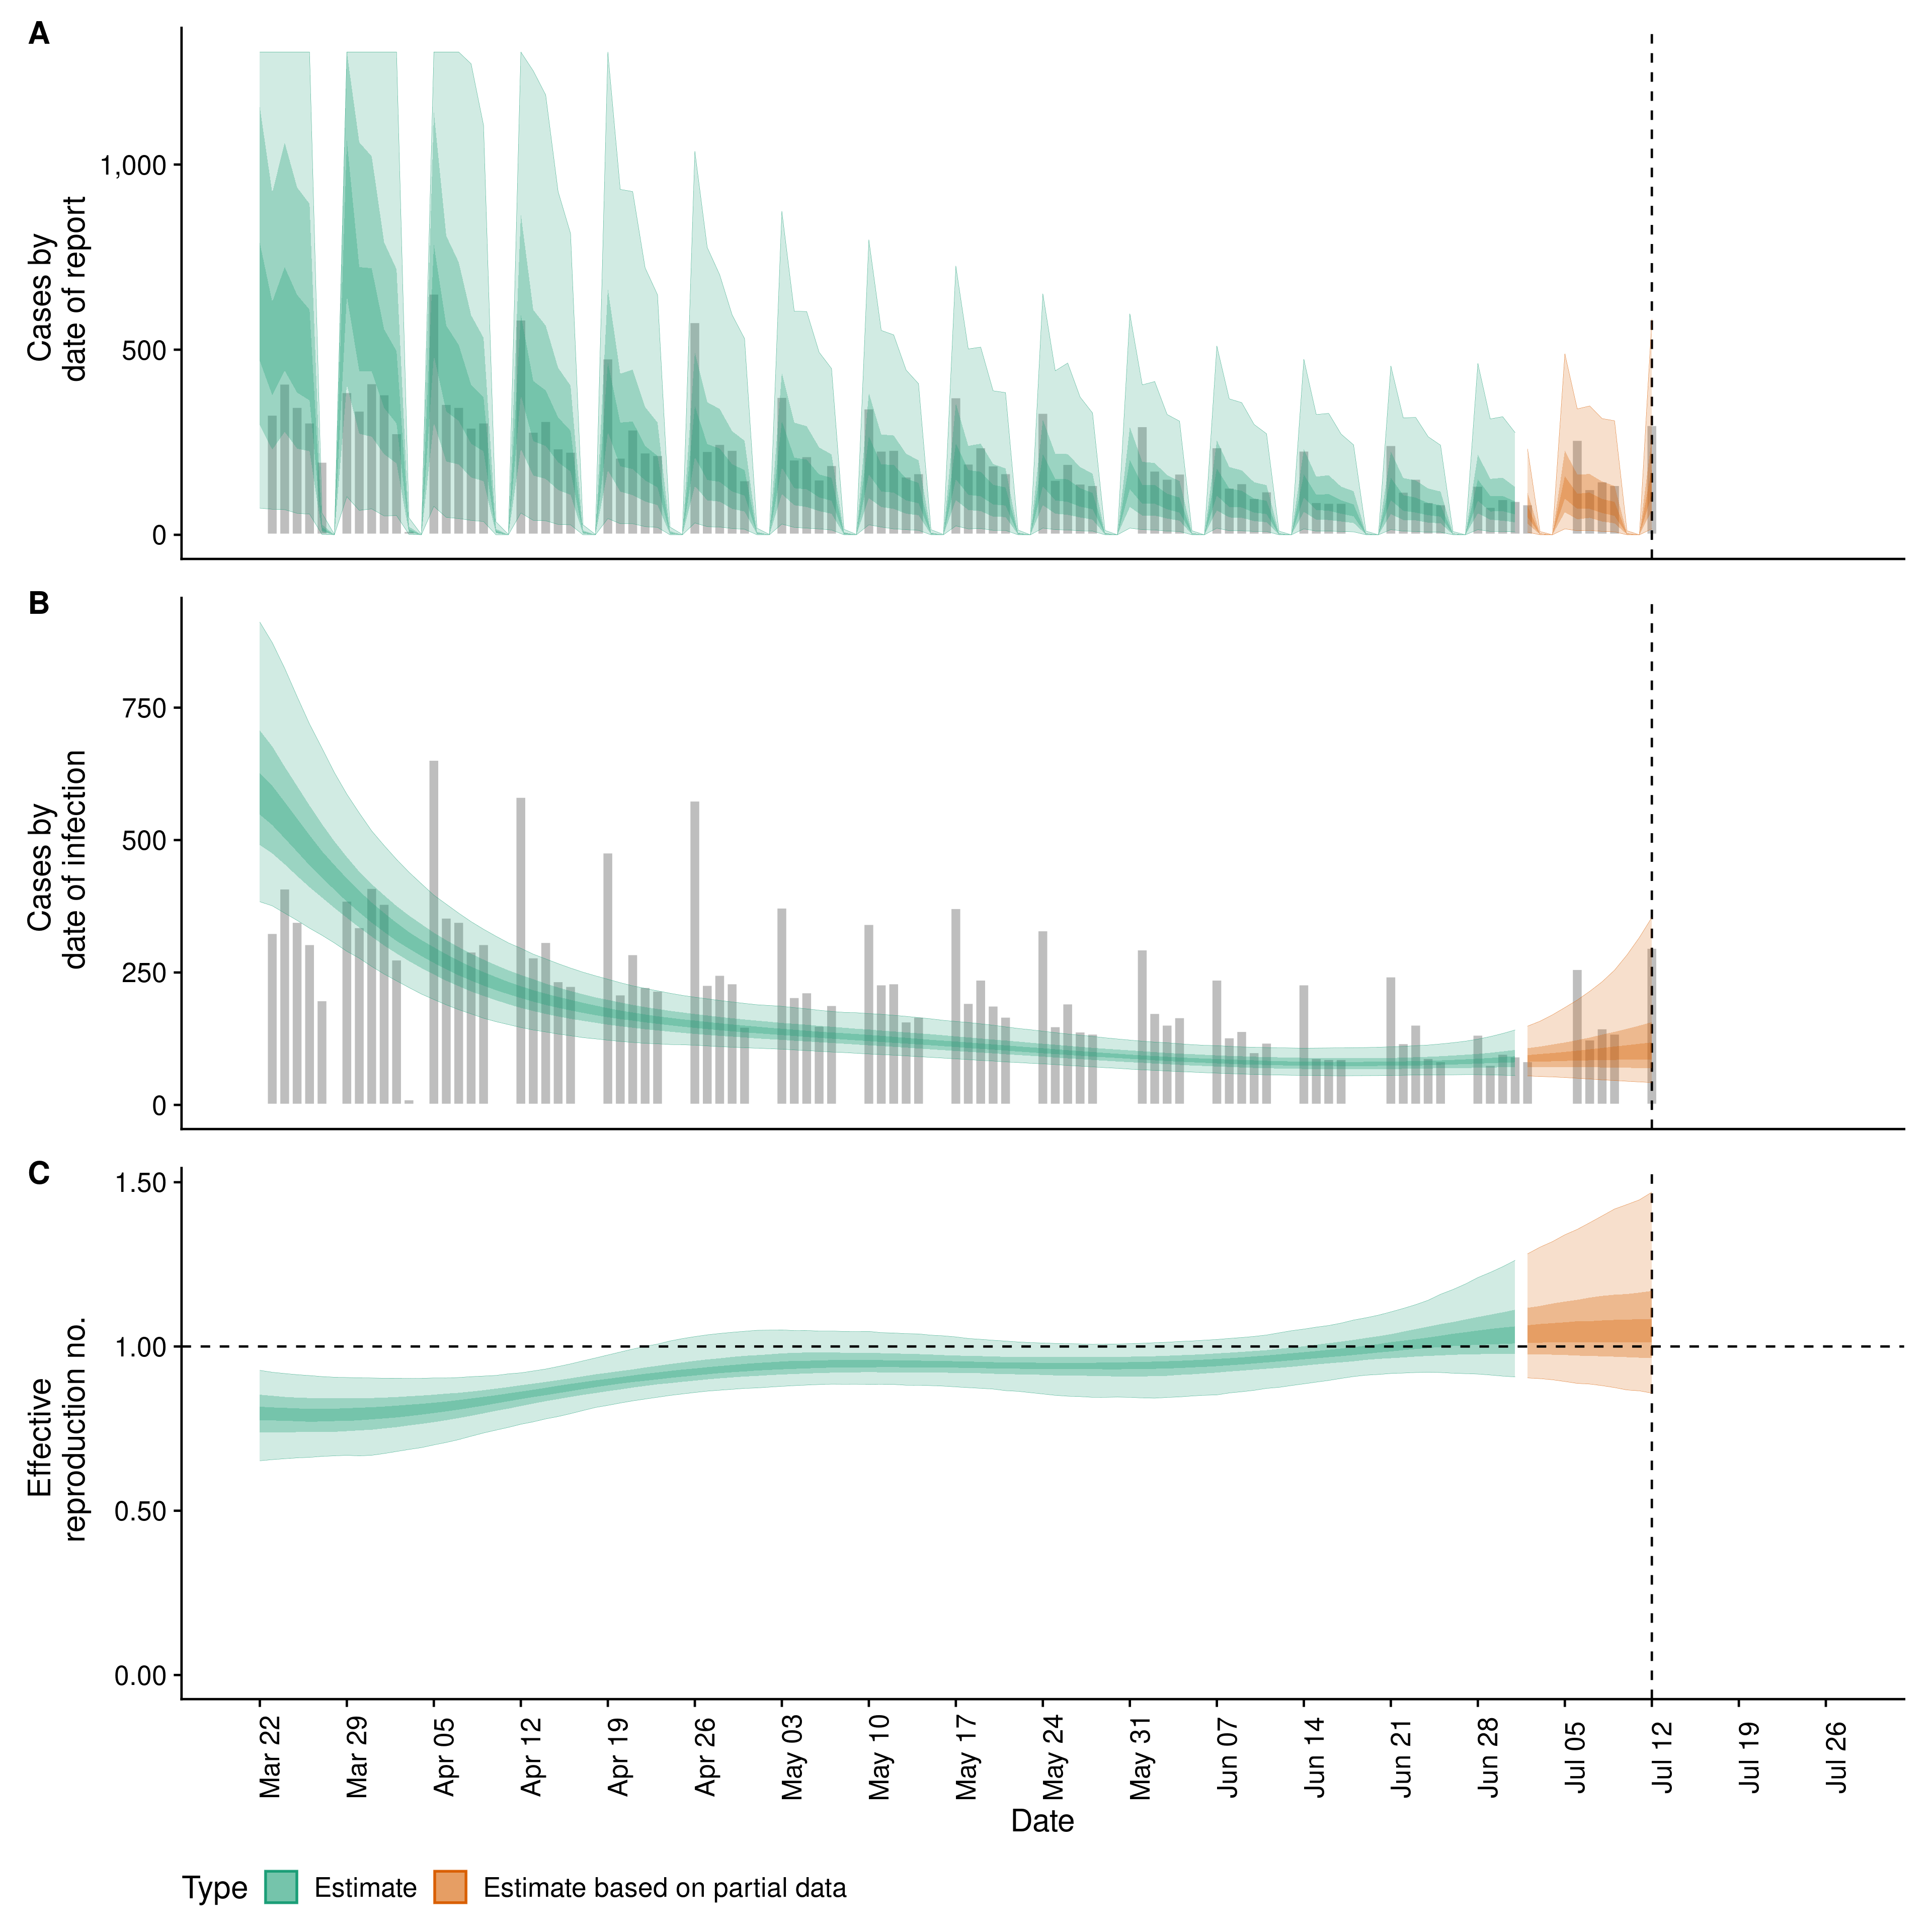 A
Cases by
date of report
1,000
500
0
B
Cases by
date of infection
750
500
250
0
C
Effective
reproduction no.
1.50
1.00
0.50
0.00
Mar 22
Mar 29
Apr 05
Apr 12
Apr 19
Apr 26
May 03
May 10
May 17
May 24
May 31
Jun 07
Jun 14
Jun 21
Jun 28
Jul 05
Jul 12
Jul 19
Jul 26
Date
Type Estimate Estimate based on partial data